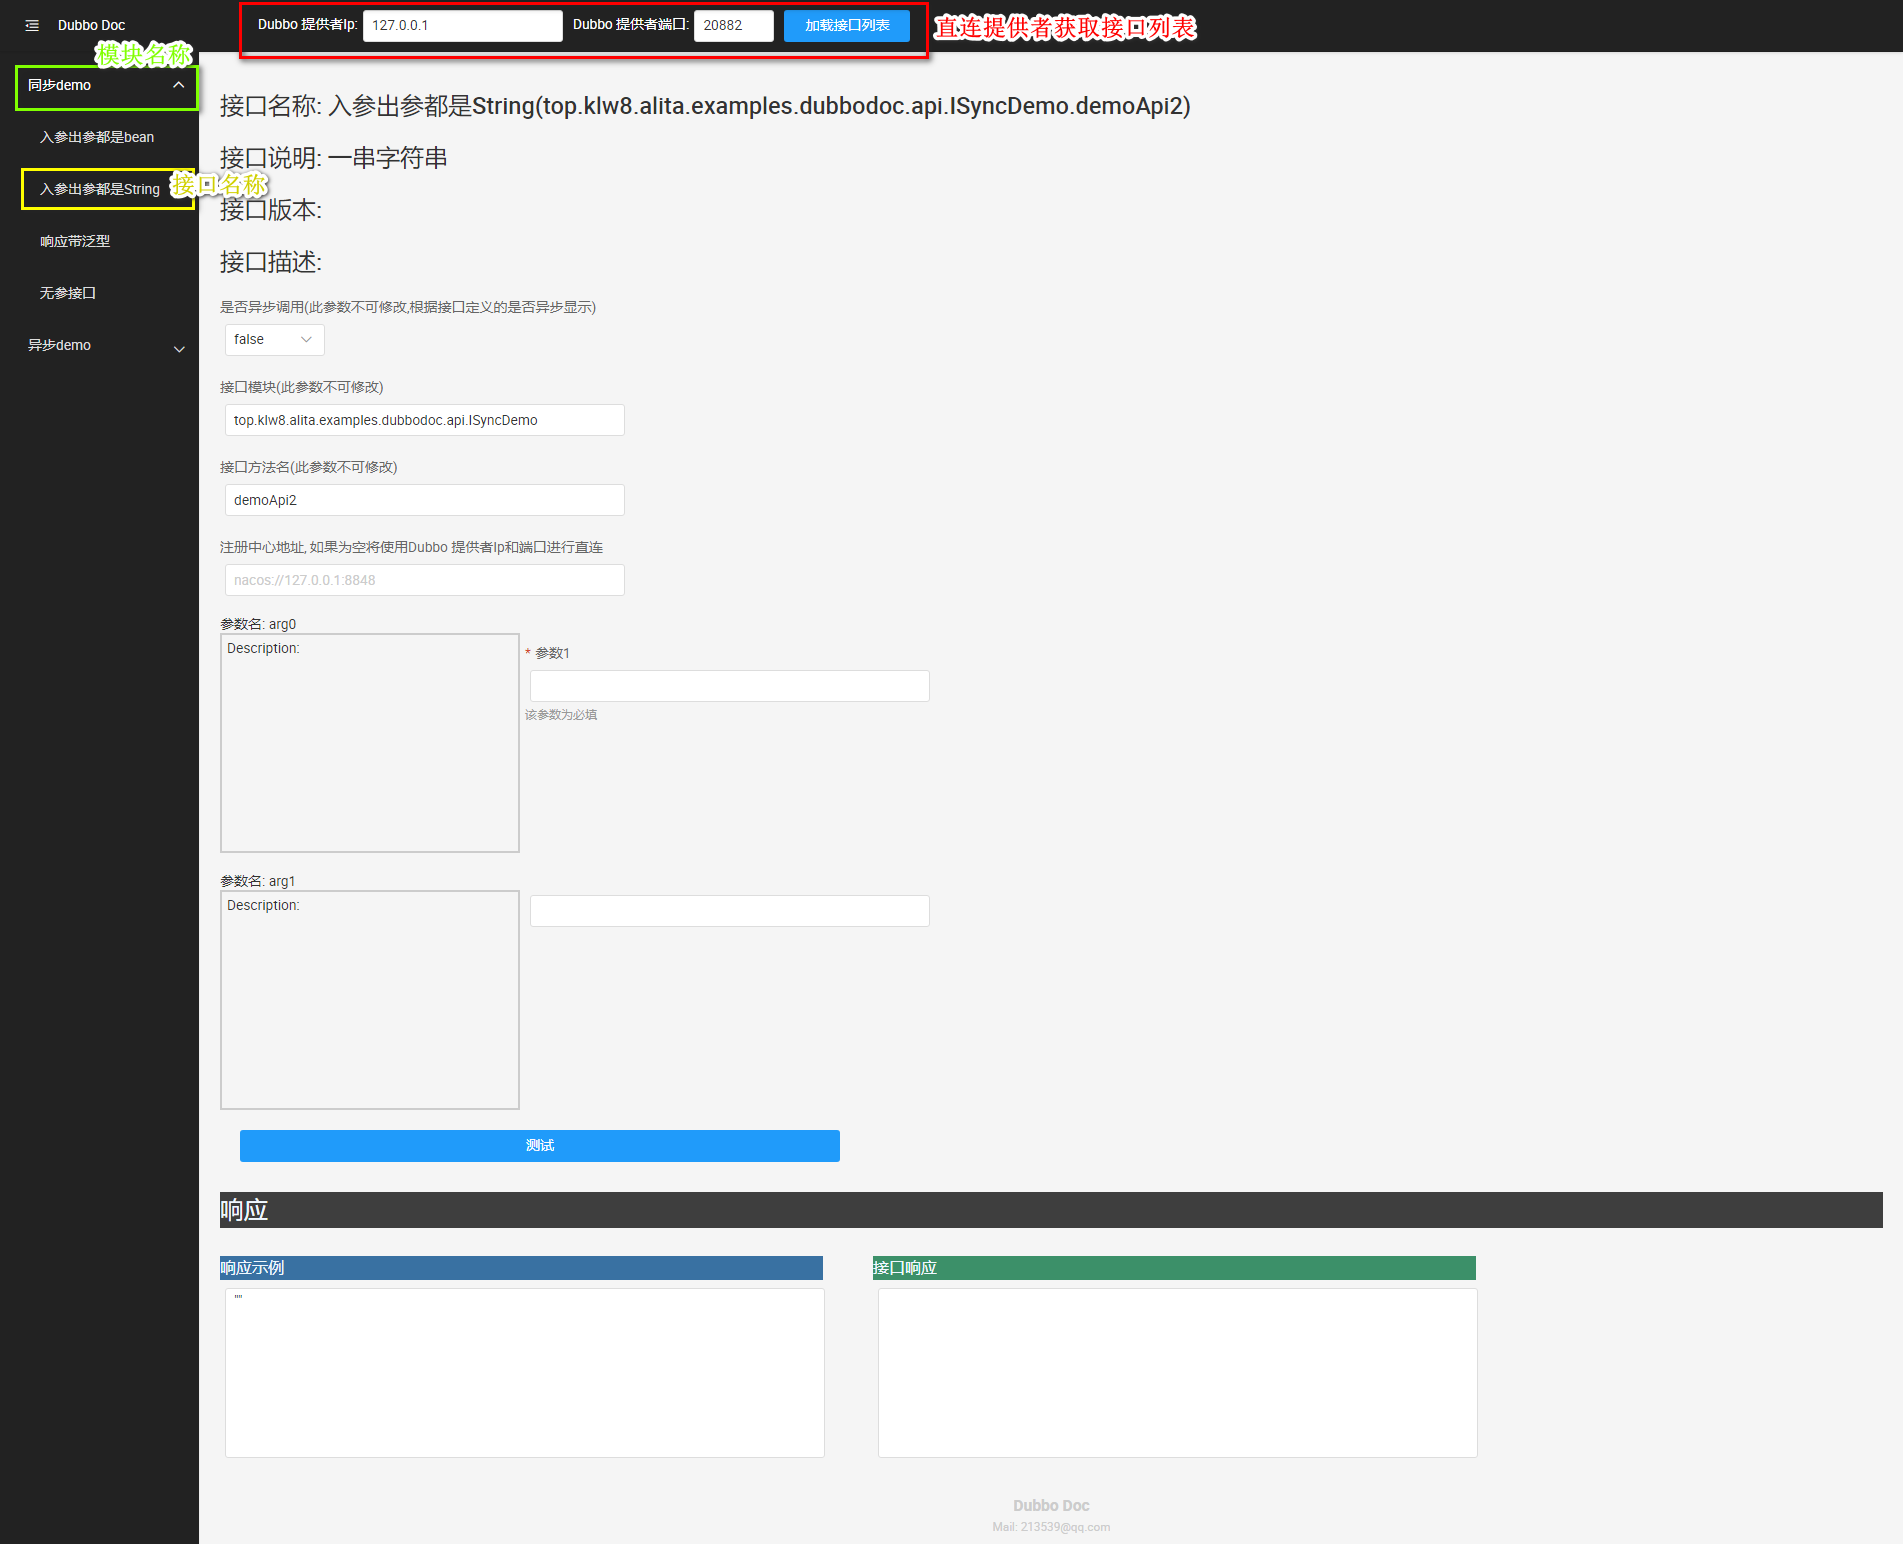 Dubbo Doc
Dubbo 提供者Ip: 127.0.0.1 Dubbo 提供者端口: 20882 加载接口列表 直连提供者获取接口列表
模块名称
同步demo
入参出参都是bean
入参出参都是String 接口名称
响应带泛型
无参接口
异步demo
接口名称: 入参出参都是String(top.klw8.alita.examples.dubbodoc.api.ISyncDemo.demoApi2)
接口说明: 一串字符串
接口版本:
接口描述:
是否异步调用(此参数不可修改,根据接口定义的是否异步显示)
false
接口模块(此参数不可修改)
top.klw8.alita.examples.dubbodoc.api.ISyncDemo
接口方法名(此参数不可修改)
demoApi2
注册中心地址, 如果为空将使用Dubbo 提供者Ip和端口进行直连
nacos://127.0.0.1:8848
参数名: arg0
Description:
* 参数1
该参数为必填
参数名: arg1
Description:
测试
响应
响应示例
""
接口响应
Dubbo Doc
Mail: 213539@qq.com